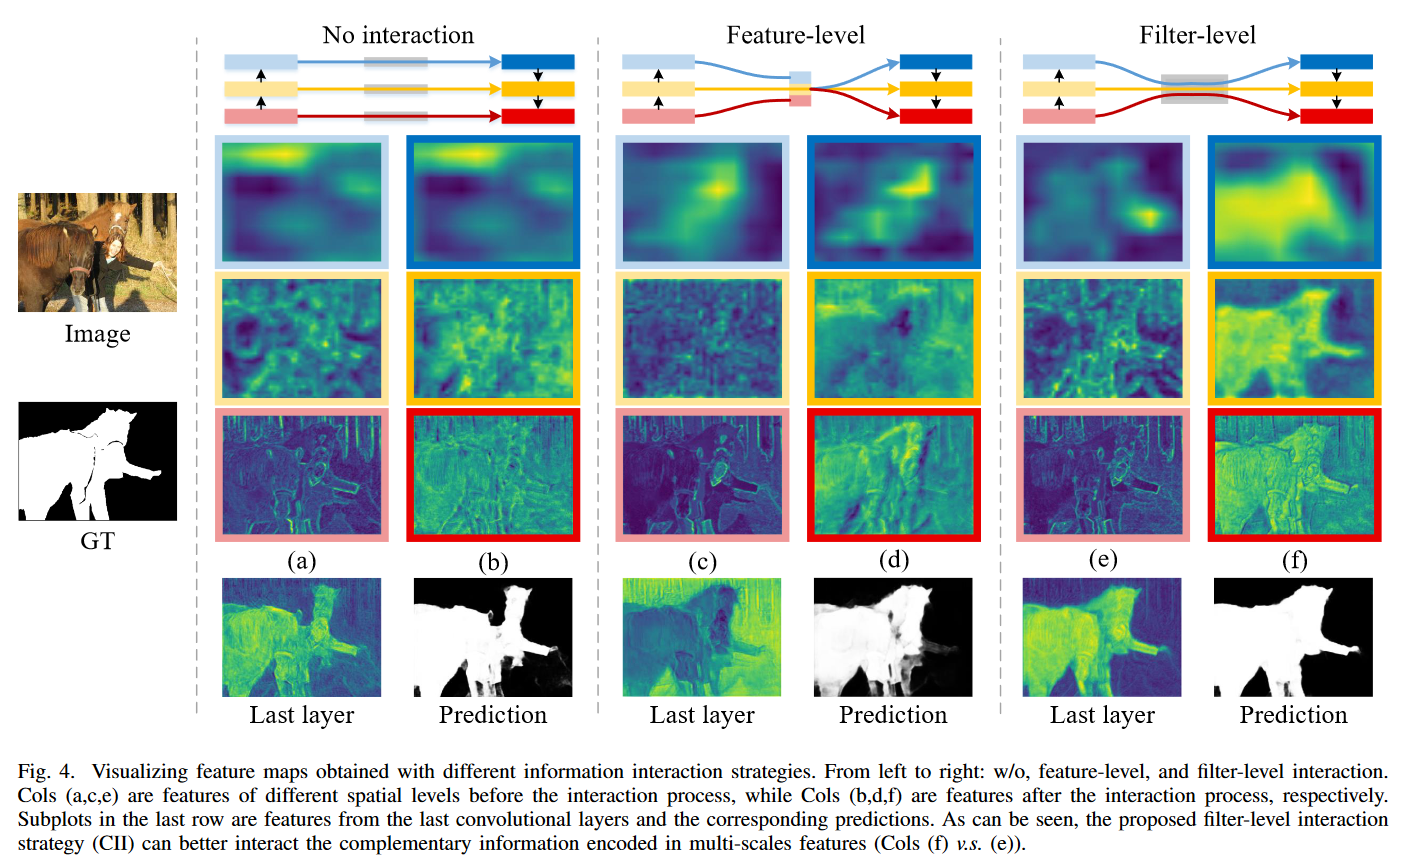 No interaction
Feature-level
Filter-level
Image
GT
(a)
(b)
(c)
(d)
(e)
(f)
Last layer
Prediction
Last layer
Prediction
Last layer
Prediction
Fig. 4. Visualizing feature maps obtained with different information interaction strategies. From left to right: w/o, feature-level, and filter-level interaction.
Cols (a,c,e) are features of different spatial levels before the interaction process, while Cols (b,d,f) are features after the interaction process, respectively.
Subplots in the last row are features from the last convolutional layers and the corresponding predictions. As can be seen, the proposed filter-level interaction
strategy (CII) can better interact the complementary information encoded in multi-scales features (Cols (f) v.s. (e)).